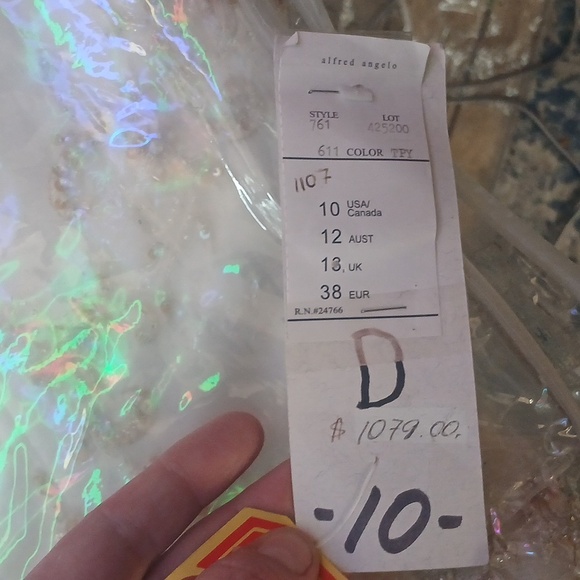 alfred angelo
STYLE LOT
761 425200
611 COLOR TPY
1107
10 USA/
Canada
12 AUST
13, UK
38 EUR
R.N.#24766
D
$ 1079.00.
-10-